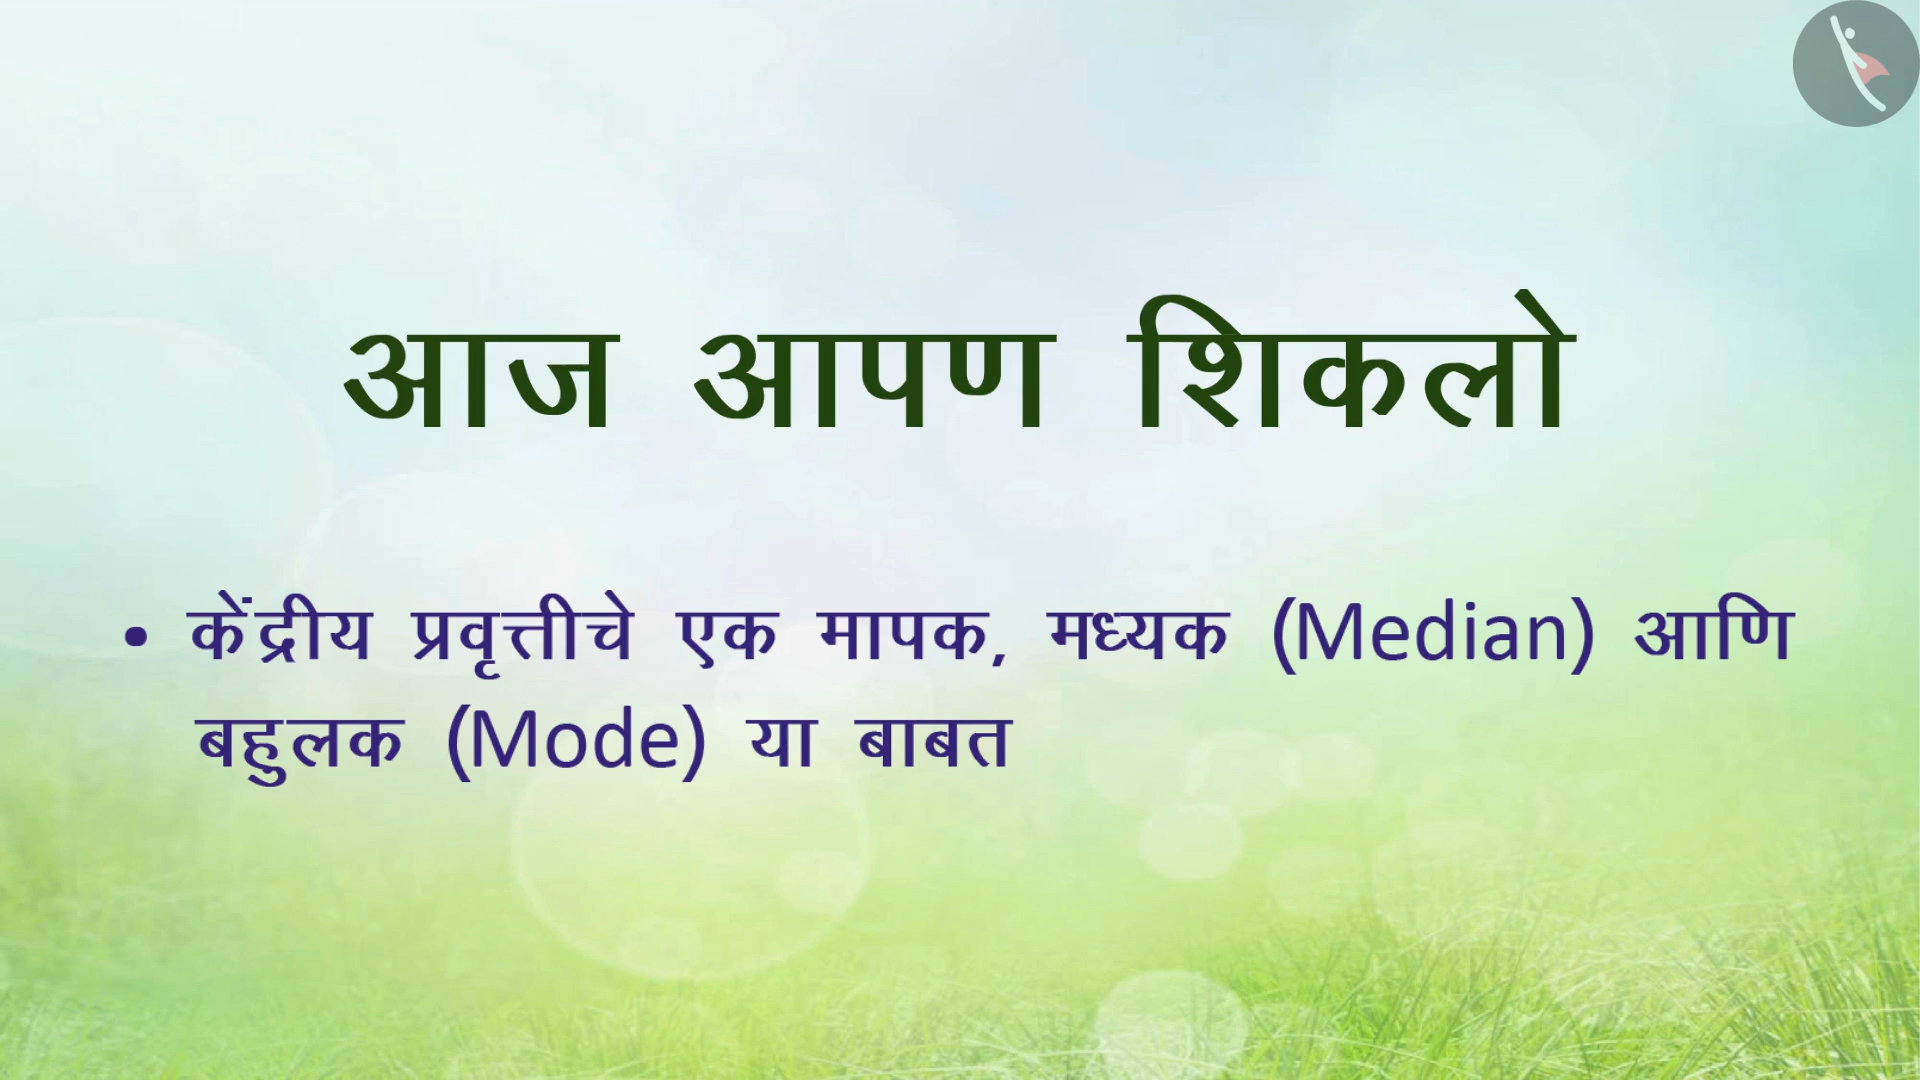 आज आपण शिकलो
• केंद्रीय प्रवृत्तीचे एक मापक, मध्यक (Median) आणि
बहुलक (Mode) या बाबत